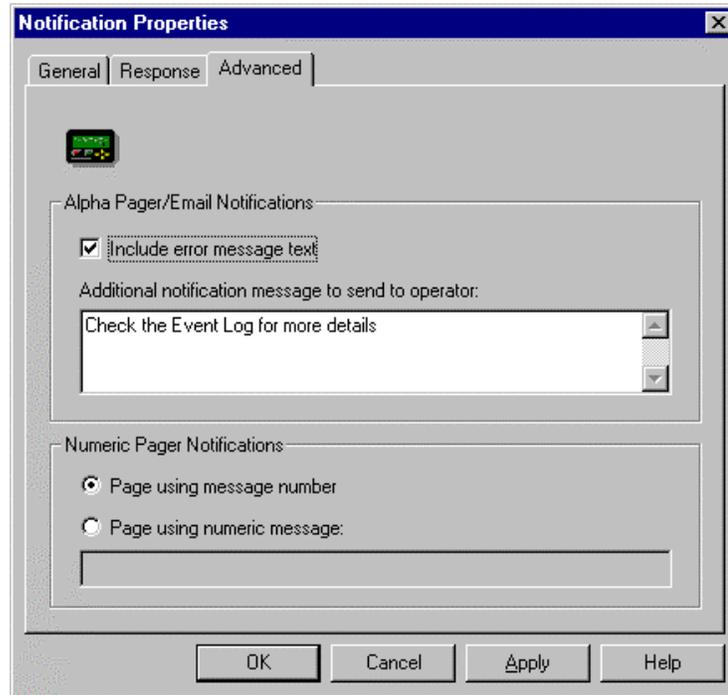 Notification Properties
General Response Advanced
Alpha Pager/Email Notifications
Include error message text
Additional notification message to send to operator:
Check the Event Log for more details
Numeric Pager Notifications
Page using message number
Page using numeric message:
OK Cancel Apply Help